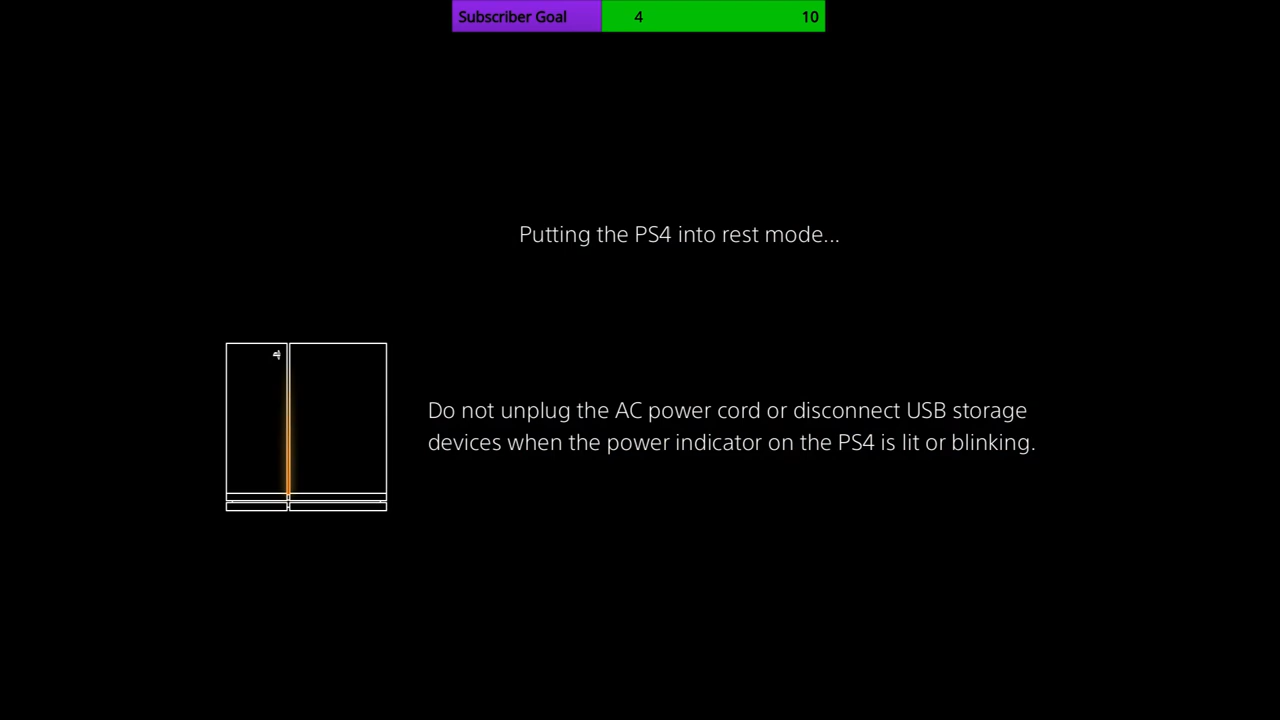 Subscriber Goal 4 10
Putting the PS4 into rest mode...
Do not unplug the AC power cord or disconnect USB storage
devices when the power indicator on the PS4 is lit or blinking.